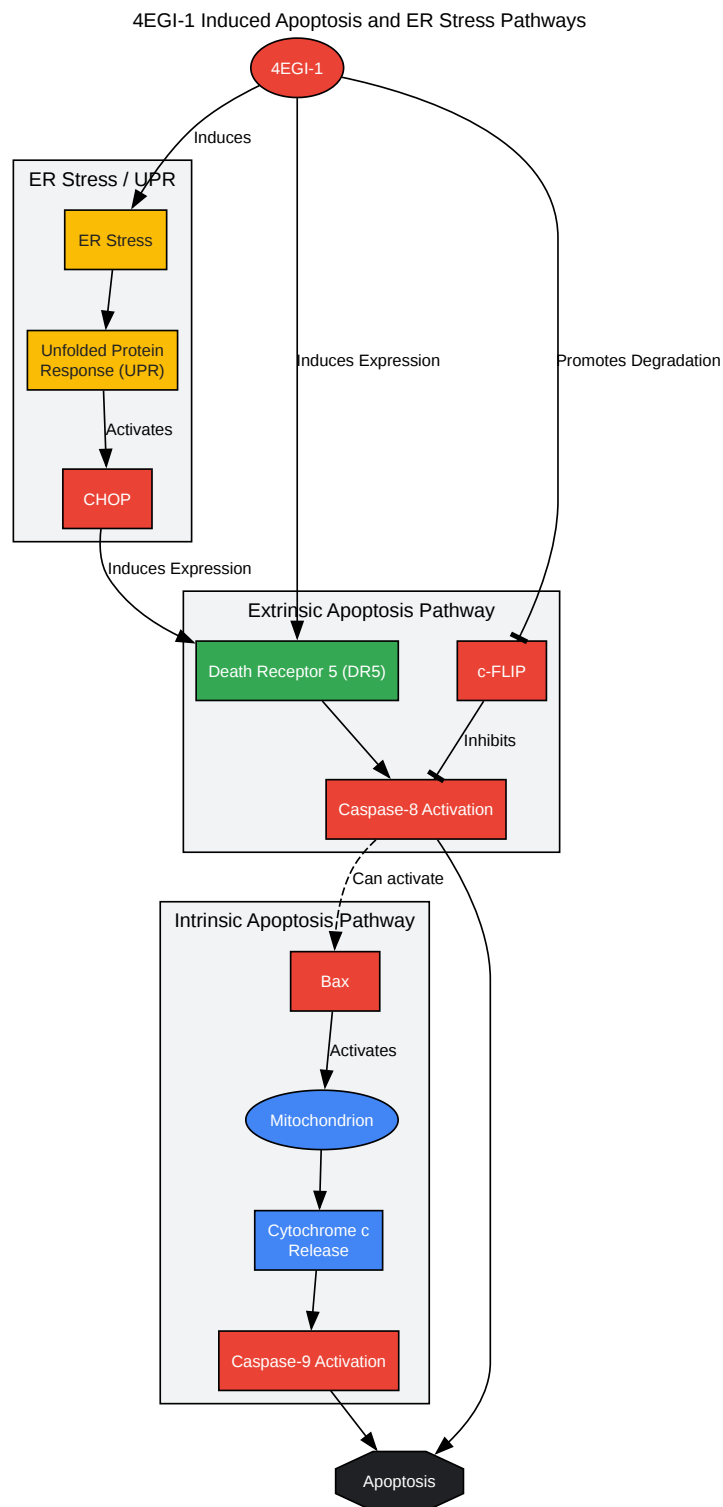 4EGI-1 Induced Apoptosis and ER Stress Pathways
4EGI-1
Induces
ER Stress / UPR
ER Stress
Unfolded Protein
Response (UPR)
Induces Expression
Promotes Degradation
Activates
CHOP
Induces Expression
Extrinsic Apoptosis Pathway
Death Receptor 5 (DR5)
c-FLIP
Inhibits
Caspase-8 Activation
Can activate
Intrinsic Apoptosis Pathway
Bax
Activates
Mitochondrion
Cytochrome c
Release
Caspase-9 Activation
Apoptosis